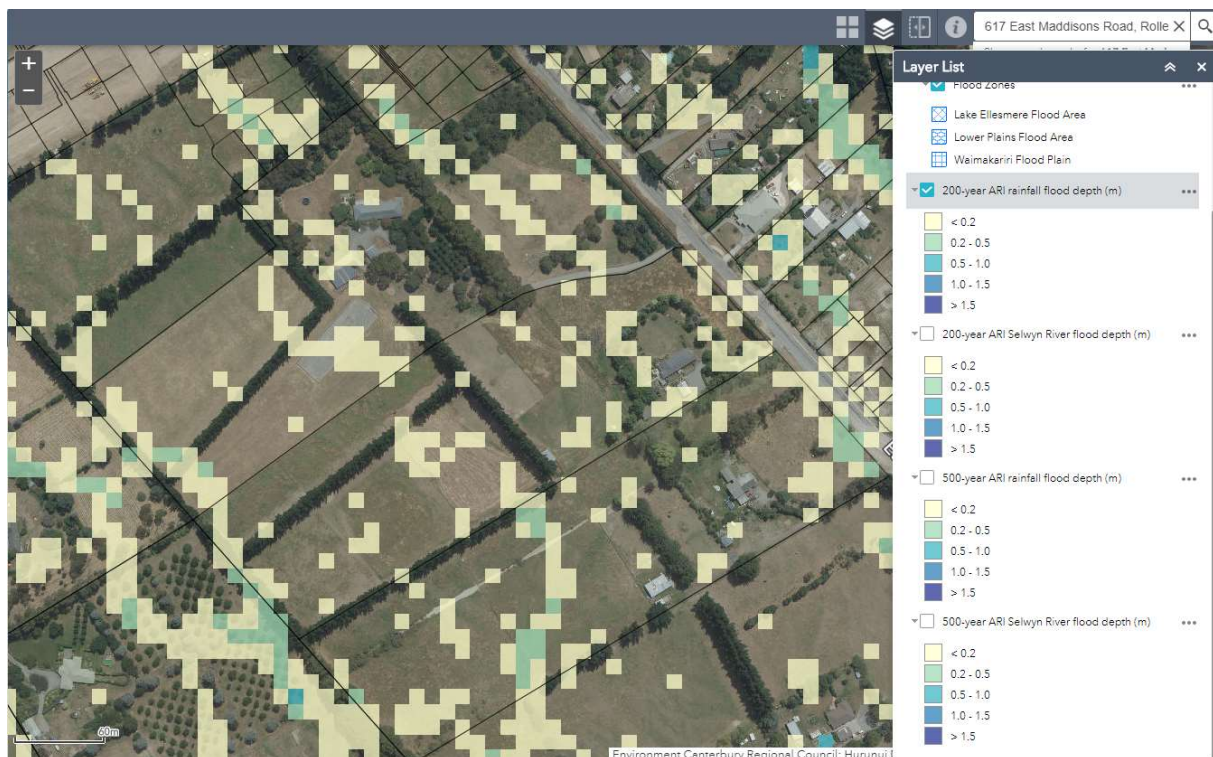 617 East Maddisons Road, Rolle
+
−
Layer List
Flood Zones
Lake Ellesmere Flood Area
Lower Plains Flood Area
Waimakariri Flood Plain
200-year ARI rainfall flood depth (m)
< 0.2
0.2 - 0.5
0.5 - 1.0
1.0 - 1.5
> 1.5
200-year ARI Selwyn River flood depth (m)
< 0.2
0.2 - 0.5
0.5 - 1.0
1.0 - 1.5
> 1.5
500-year ARI rainfall flood depth (m)
< 0.2
0.2 - 0.5
0.5 - 1.0
1.0 - 1.5
> 1.5
500-year ARI Selwyn River flood depth (m)
< 0.2
0.2 - 0.5
0.5 - 1.0
1.0 - 1.5
> 1.5
60m
Environment Canterbury Regional Council; Hurunui